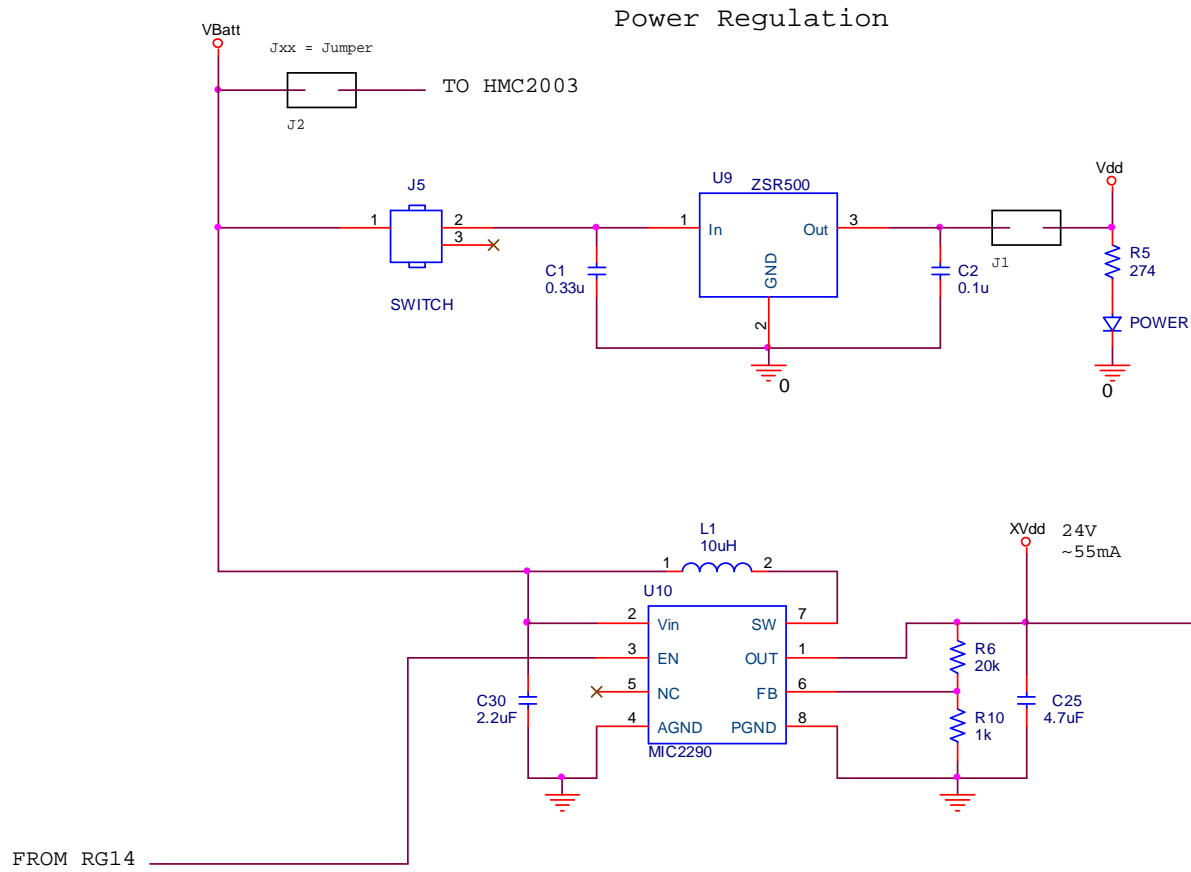 Power Regulation
VBatt
Jxx = Jumper
TO HMC2003
J2
J5
1
2
3
SWITCH
C1
0.33u
U9
ZSR500
1
In
Out
3
GND
2
0
C2
0.1u
J1
Vdd
R5
274
POWER
0
L1
10uH
1
2
U10
2
Vin
SW
7
3
EN
OUT
1
5
NC
FB
6
4
AGND
PGND
8
MIC2290
C30
2.2uF
XVdd
24V
~55mA
R6
20k
R10
1k
C25
4.7uF
FROM RG14